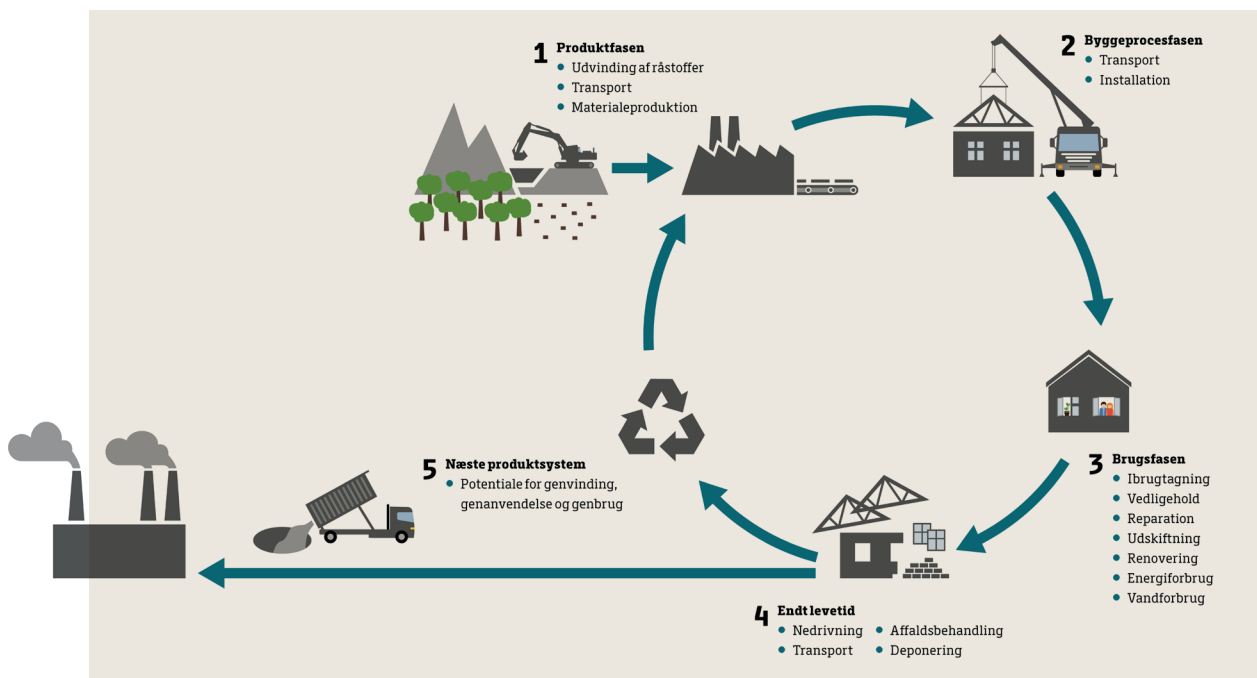 1 Produktfasen
• Udvinding af råstoffer
• Transport
• Materialeproduktion
2 Byggeprocesfasen
• Transport
• Installation
3 Brugsfasen
• Ibrugtagning
• Vedligehold
• Reparation
• Udskiftning
• Renovering
• Energiforbrug
• Vandforbrug
4 Endt levetid
• Nedrivning
• Transport
• Affaldsbehandling
• Deponering
5 Næste produktsystem
• Potentiale for genvinding,
genanvendelse og genbrug